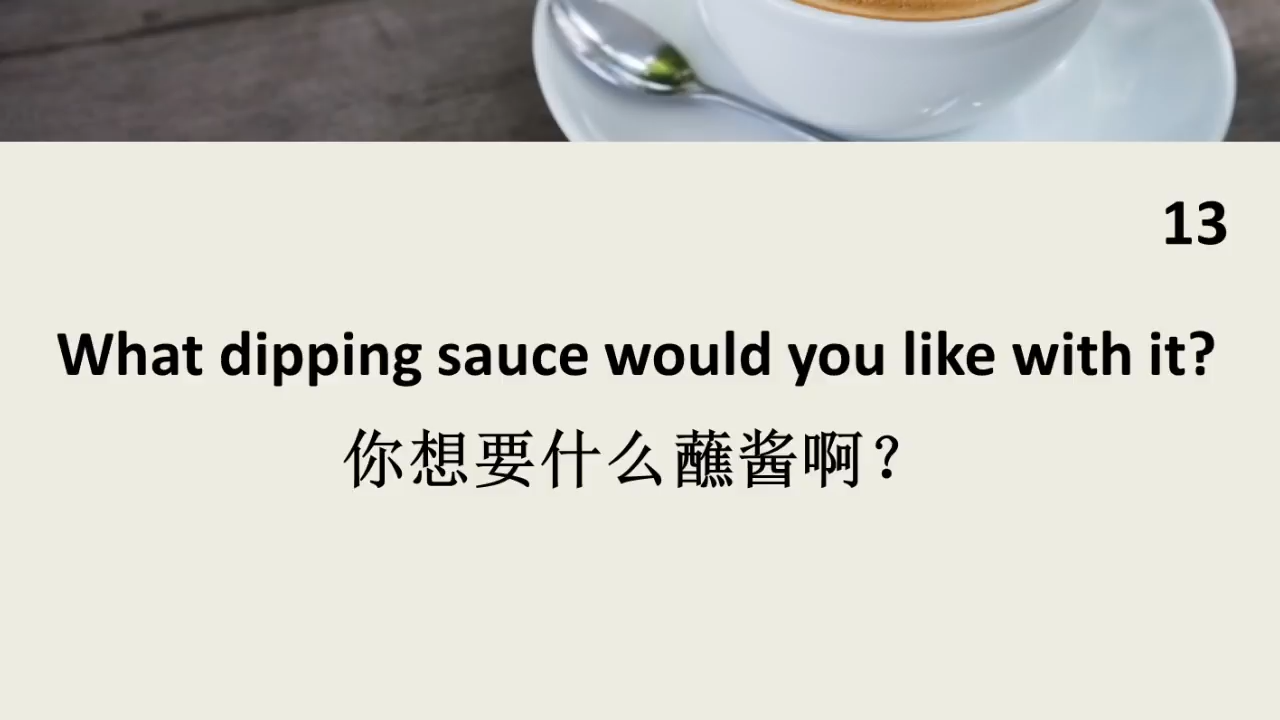 13
What dipping sauce would you like with it?
你想要什么蘸酱啊？